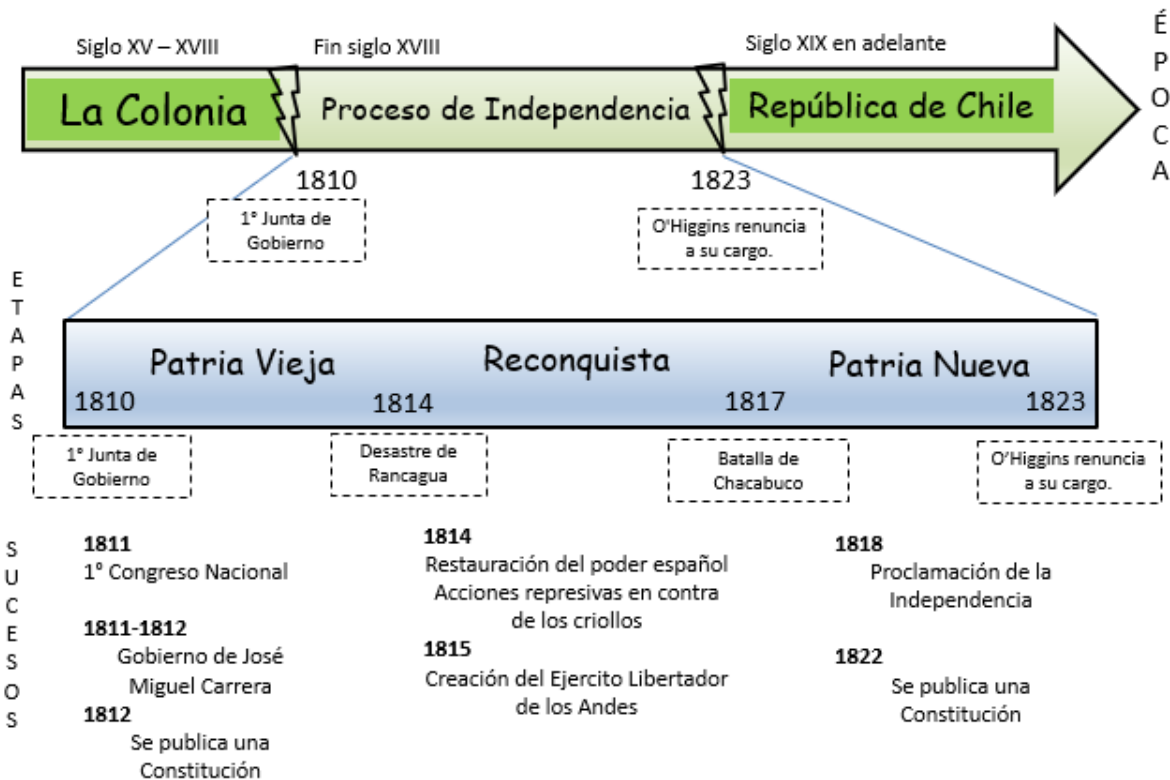 Siglo XV – XVIII
Fin siglo XVIII
Siglo XIX en adelante
ÉPOCA
La Colonia
Proceso de Independencia
República de Chile
1810
1823
1° Junta de
Gobierno
O'Higgins renuncia
a su cargo.
ETAPAS
Patria Vieja
Reconquista
Patria Nueva
1810
1814
1817
1823
1° Junta de
Gobierno
Desastre de
Rancagua
Batalla de
Chacabuco
O'Higgins renuncia
a su cargo.
SUCESOS
1811
1° Congreso Nacional
1811-1812
Gobierno de José
Miguel Carrera
1812
Se publica una
Constitución
1814
Restauración del poder español
Acciones represivas en contra
de los criollos
1815
Creación del Ejercito Libertador
de los Andes
1818
Proclamación de la
Independencia
1822
Se publica una
Constitución